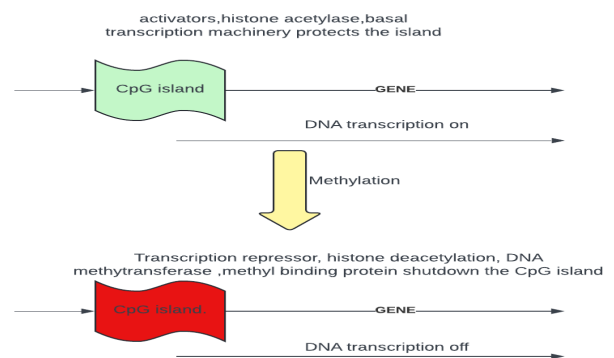 activators,histone acetylase,basal
transcription machinery protects the island
CpG island
GENE
DNA transcription on
Methylation
Transcription repressor, histone deacetylation, DNA
methytransferase ,methyl binding protein shutdown the CpG island
CpG island.
GENE
DNA transcription off